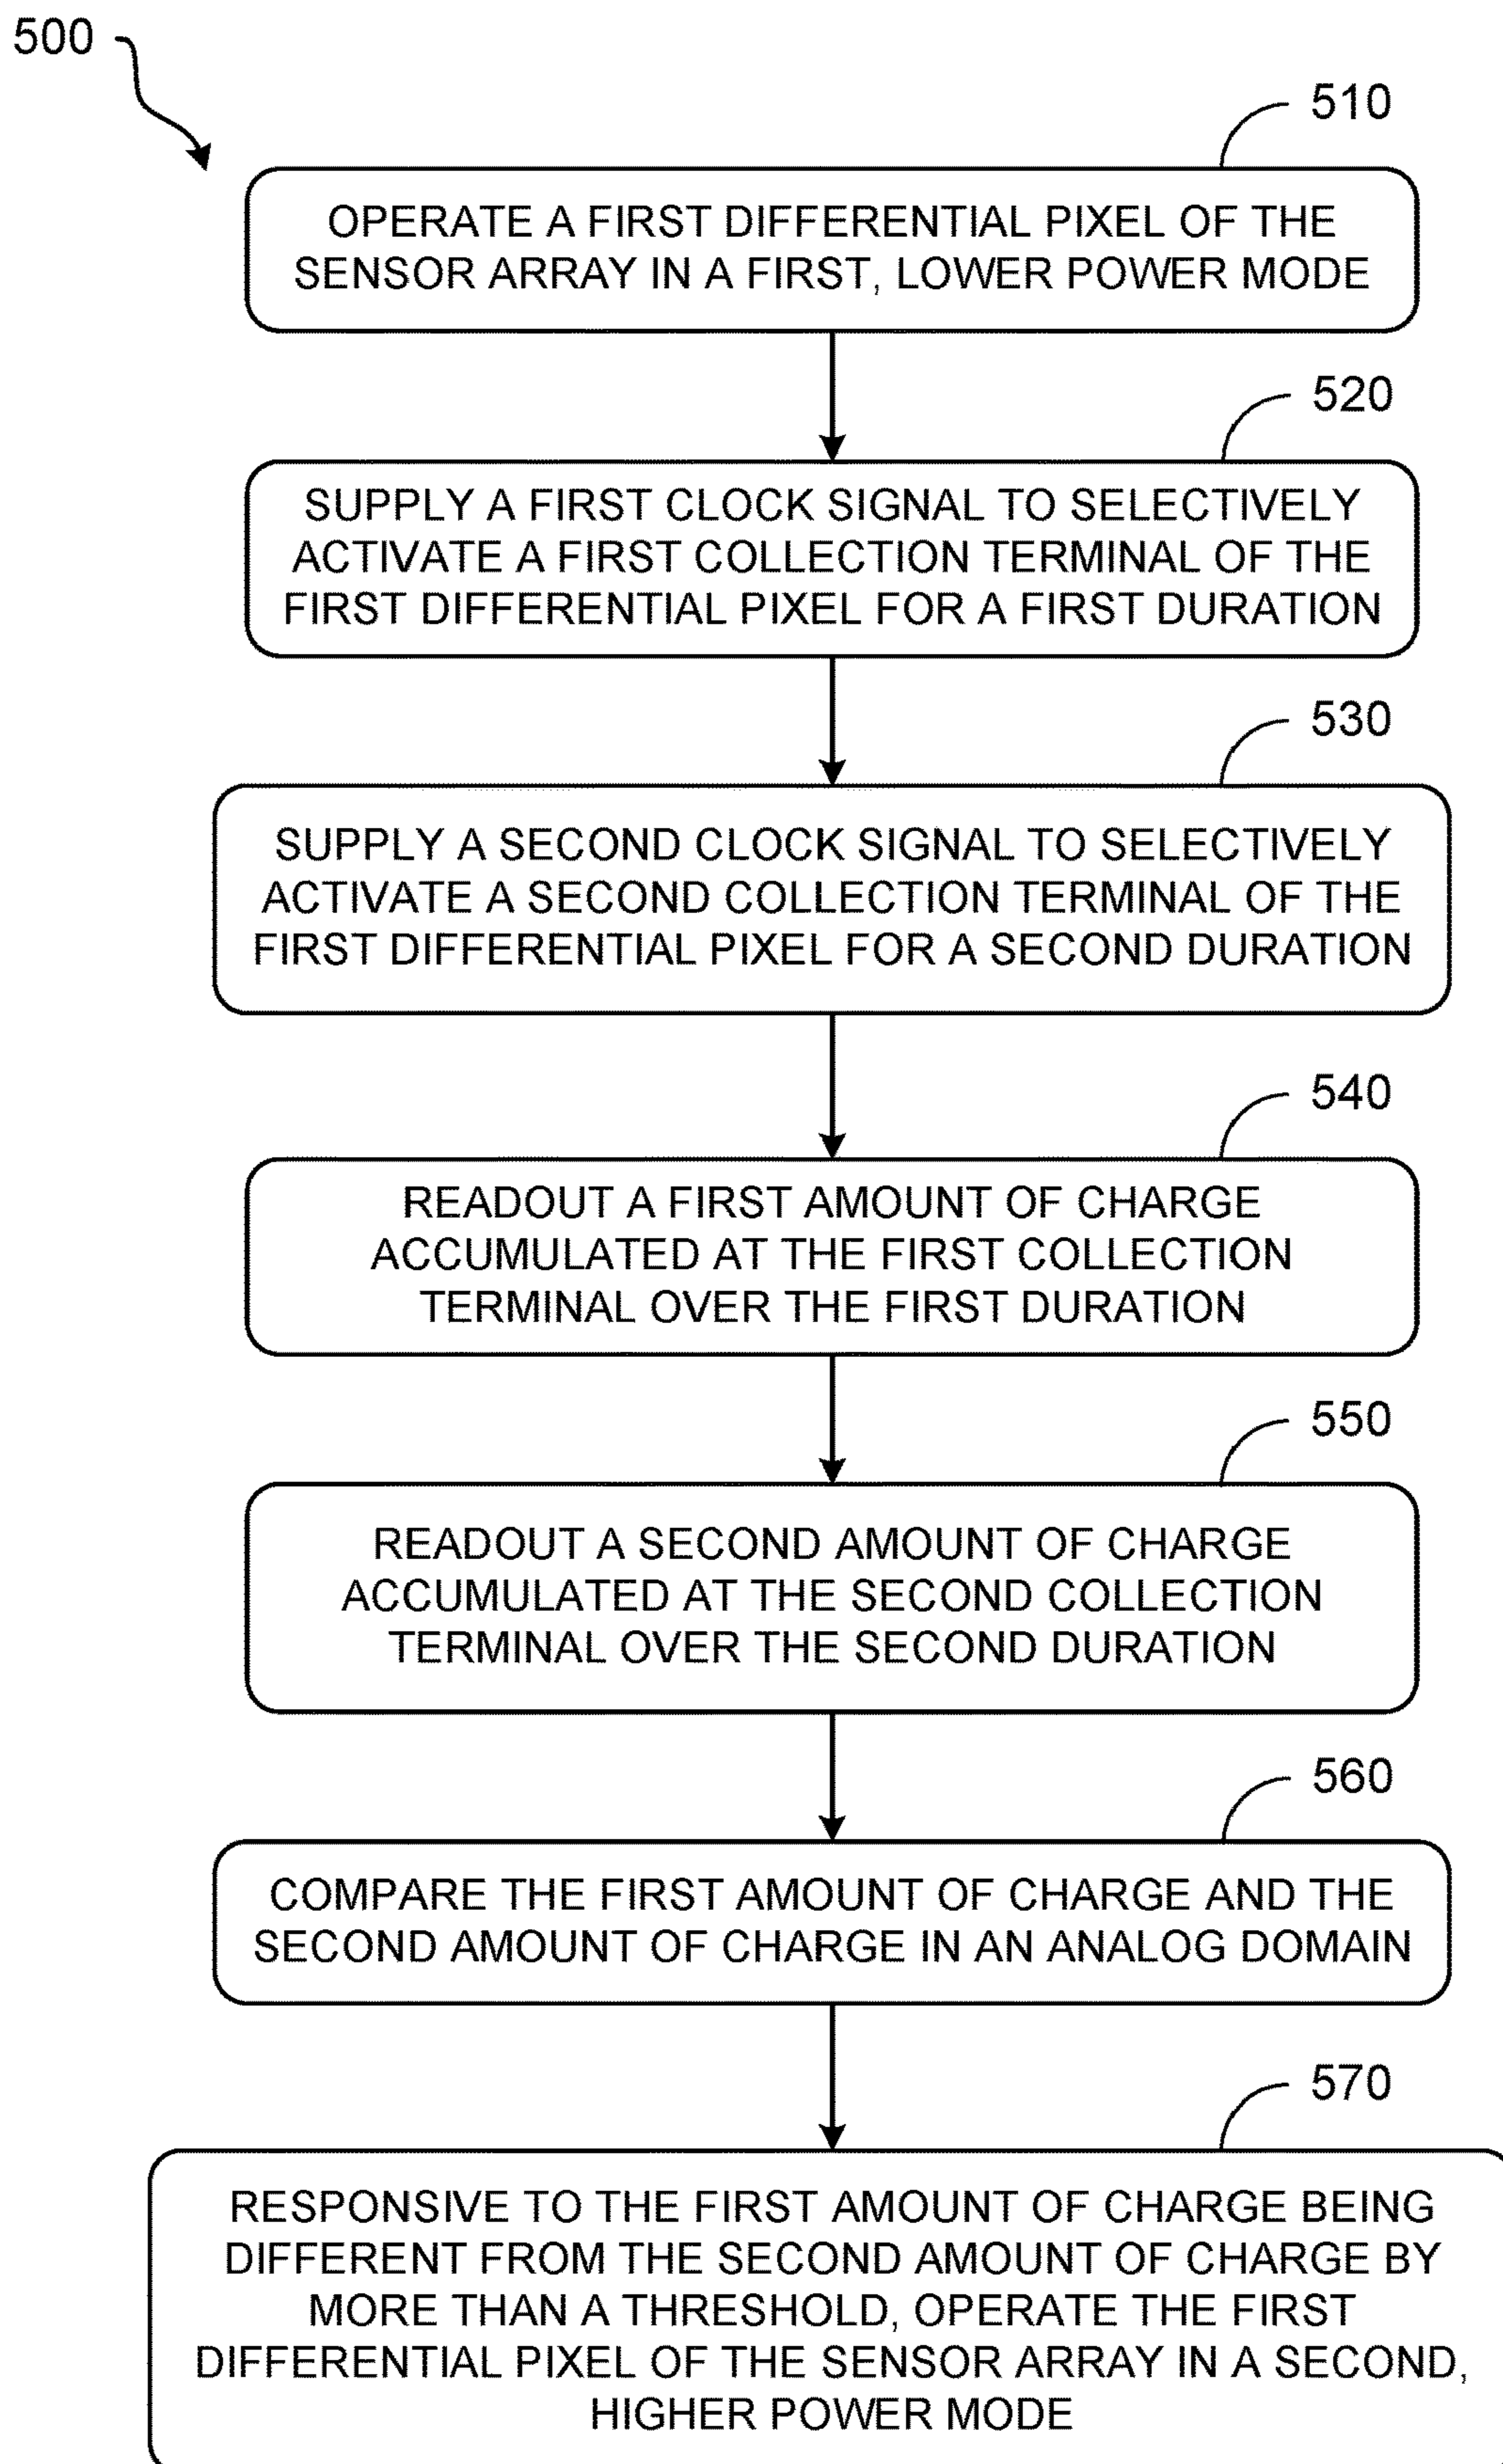 500
510
OPERATE A FIRST DIFFERENTIAL PIXEL OF THE
SENSOR ARRAY IN A FIRST, LOWER POWER MODE
520
SUPPLY A FIRST CLOCK SIGNAL TO SELECTIVELY
ACTIVATE A FIRST COLLECTION TERMINAL OF THE
FIRST DIFFERENTIAL PIXEL FOR A FIRST DURATION
530
SUPPLY A SECOND CLOCK SIGNAL TO SELECTIVELY
ACTIVATE A SECOND COLLECTION TERMINAL OF THE
FIRST DIFFERENTIAL PIXEL FOR A SECOND DURATION
540
READOUT A FIRST AMOUNT OF CHARGE
ACCUMULATED AT THE FIRST COLLECTION
TERMINAL OVER THE FIRST DURATION
550
READOUT A SECOND AMOUNT OF CHARGE
ACCUMULATED AT THE SECOND COLLECTION
TERMINAL OVER THE SECOND DURATION
560
COMPARE THE FIRST AMOUNT OF CHARGE AND THE
SECOND AMOUNT OF CHARGE IN AN ANALOG DOMAIN
570
RESPONSIVE TO THE FIRST AMOUNT OF CHARGE BEING
DIFFERENT FROM THE SECOND AMOUNT OF CHARGE BY
MORE THAN A THRESHOLD, OPERATE THE FIRST
DIFFERENTIAL PIXEL OF THE SENSOR ARRAY IN A SECOND,
HIGHER POWER MODE